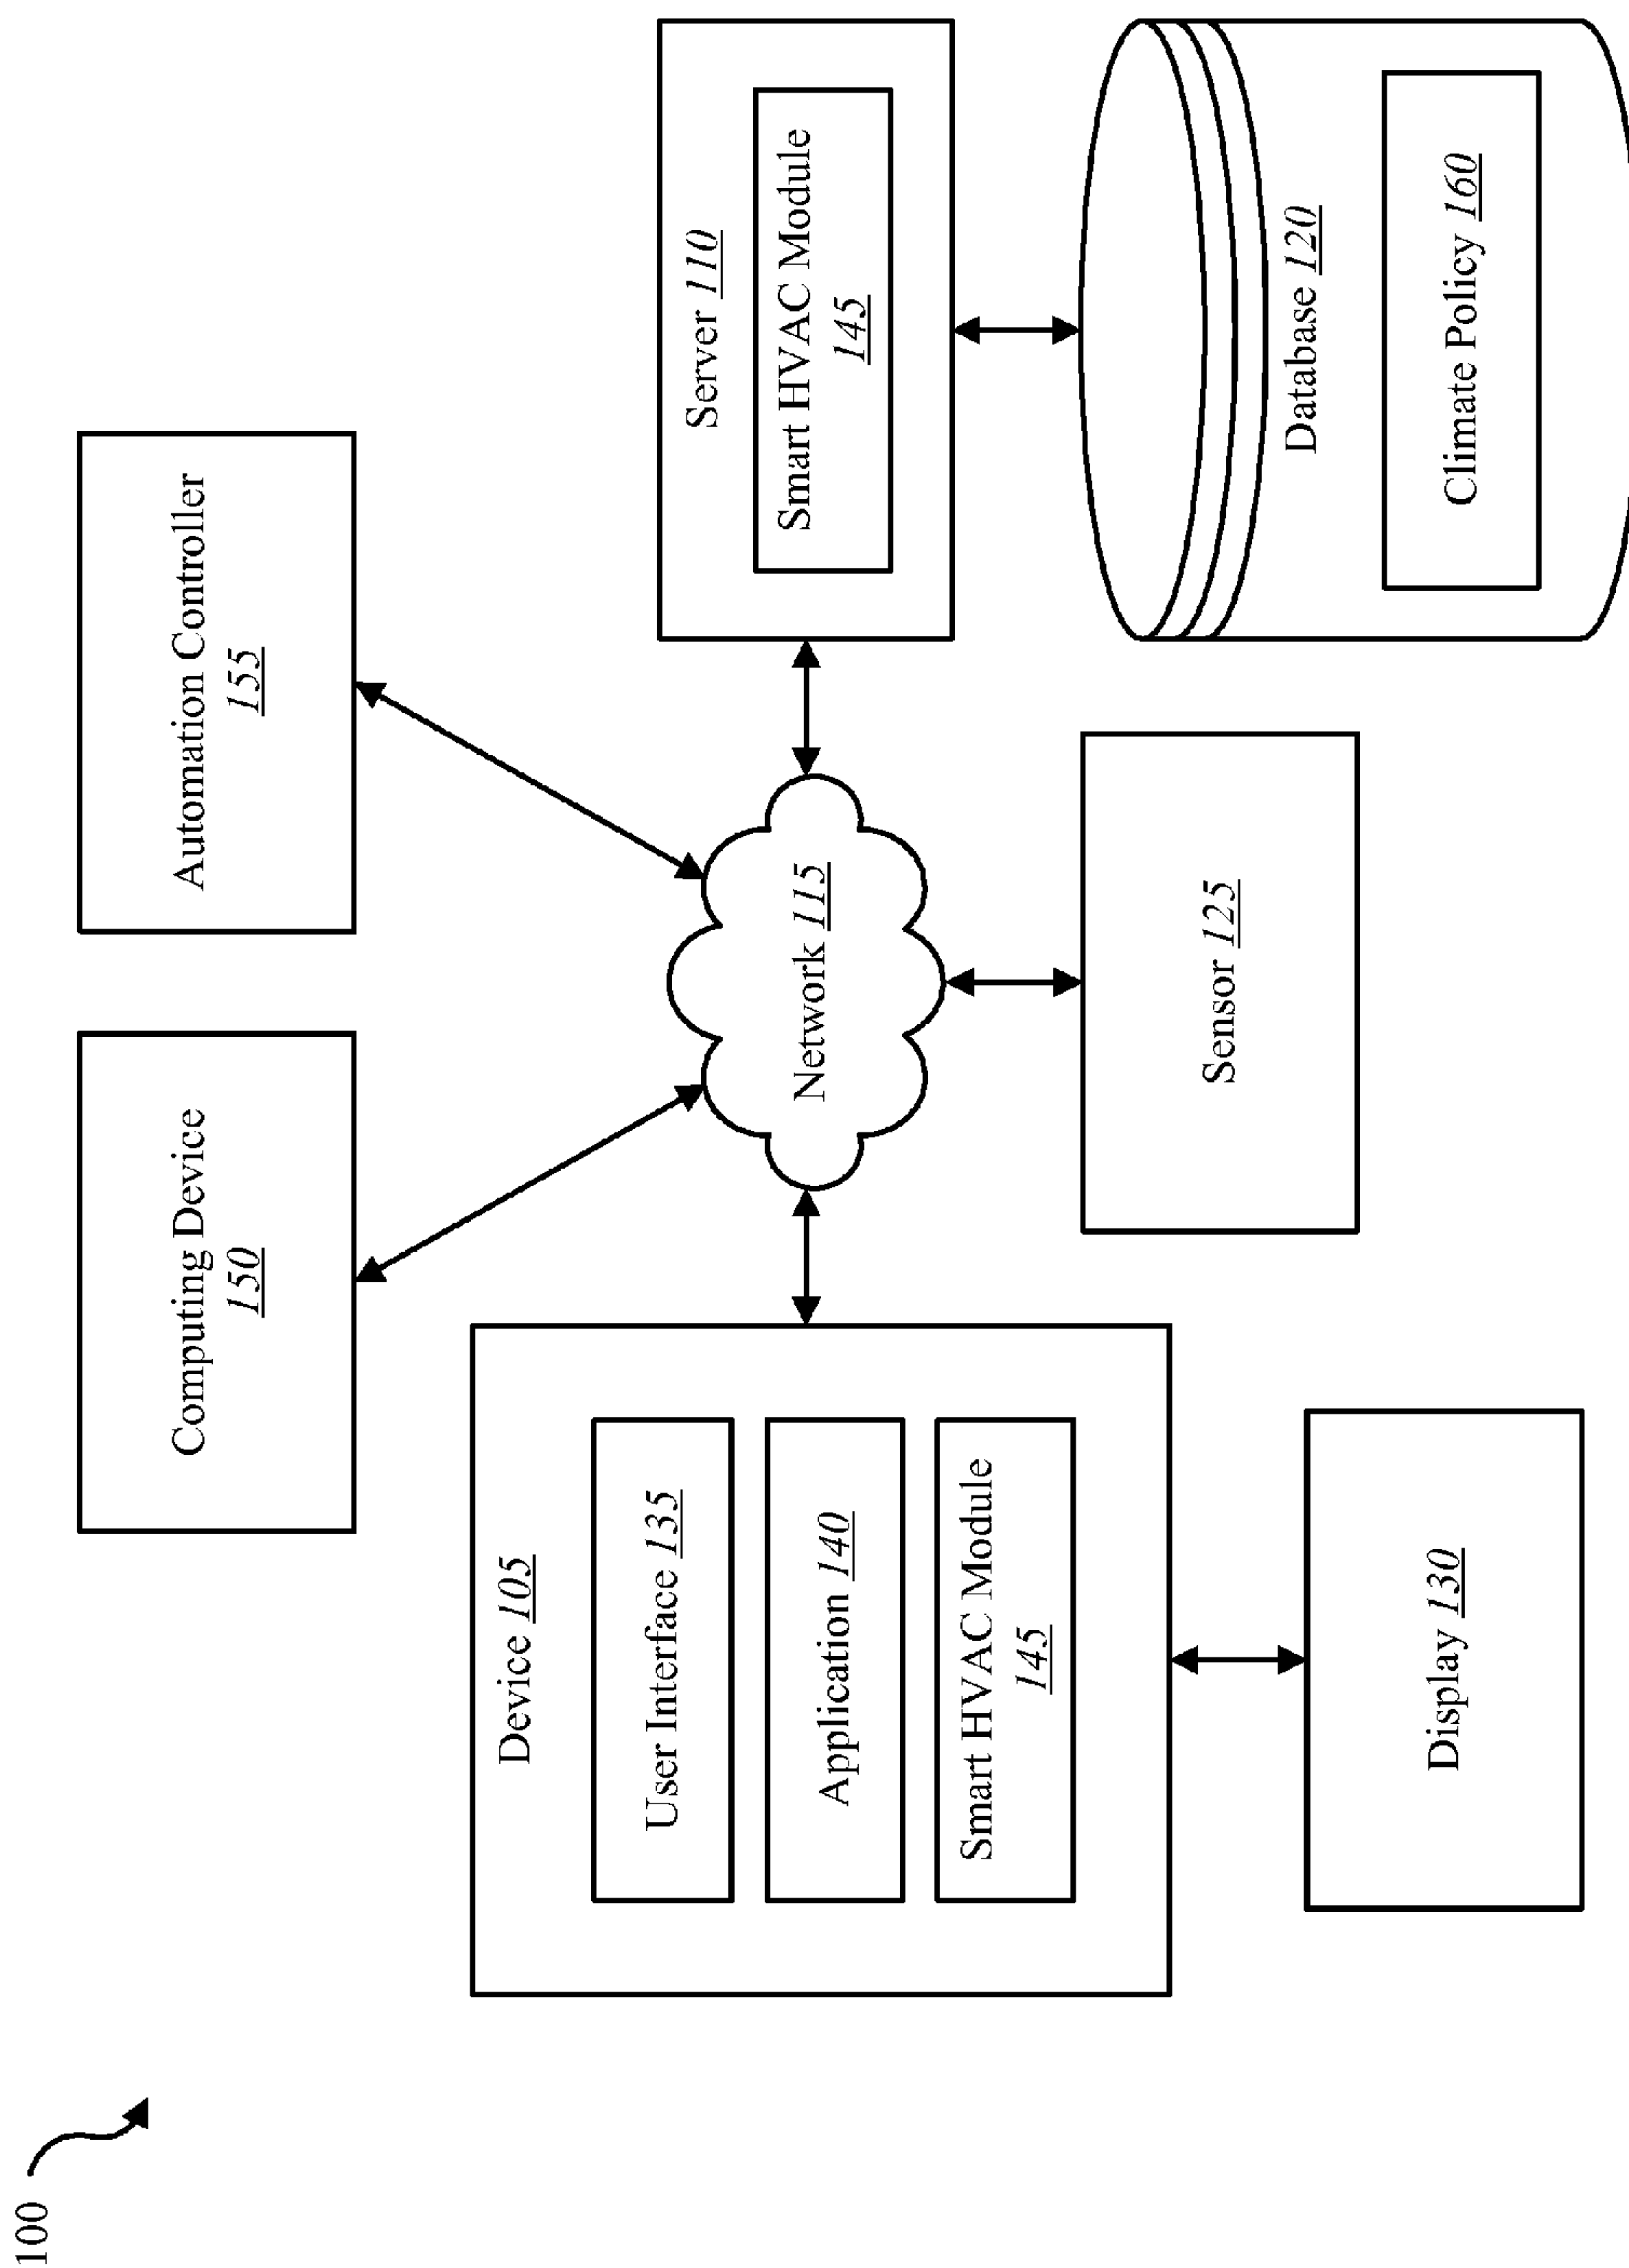 100
Computing Device
150
Automation Controller
155
Device 105
User Interface 135
Application 140
Smart HVAC Module
145
Network 115
Server 110
Smart HVAC Module
145
Display 130
Sensor 125
Database 120
Climate Policy 160